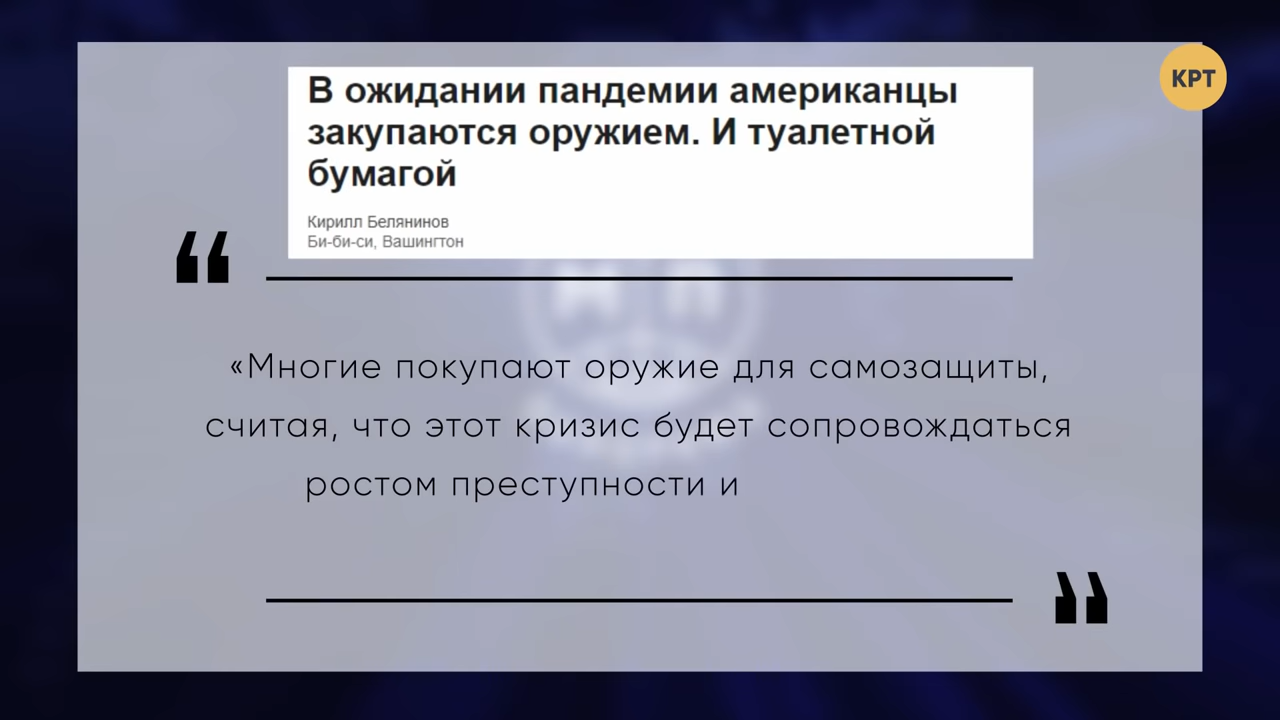 В ожидании пандемии американцы
закупаются оружием. И туалетной
бумагой
Кирилл Белянинов
Би-би-си, Вашингтон
КРТ
«Многие покупают оружие для самозащиты,
считая, что этот кризис будет сопровождаться
ростом преступности и